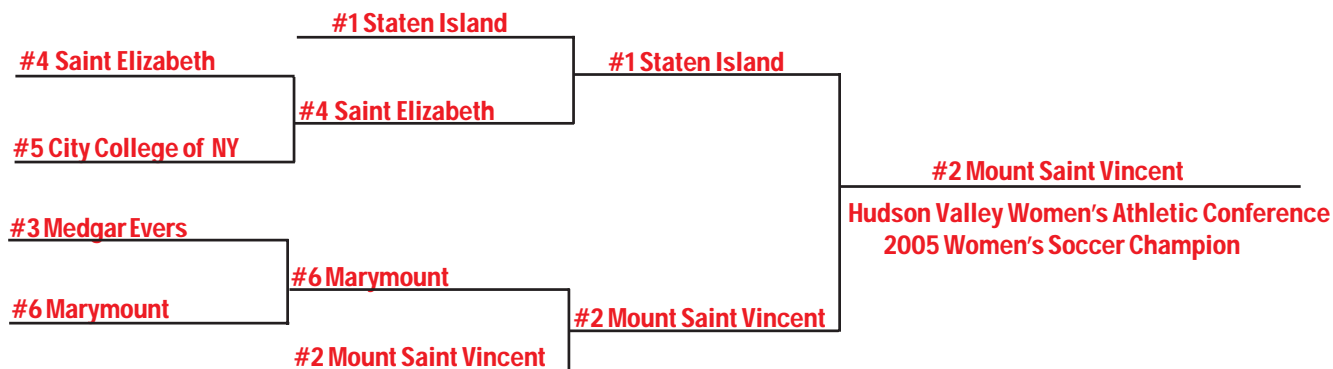 #1 Staten Island
#4 Saint Elizabeth
#1 Staten Island
#4 Saint Elizabeth
#5 City College of NY
#2 Mount Saint Vincent
Hudson Valley Women's Athletic Conference
2005 Women's Soccer Champion
#3 Medgar Evers
#6 Marymount
#6 Marymount
#2 Mount Saint Vincent
#2 Mount Saint Vincent